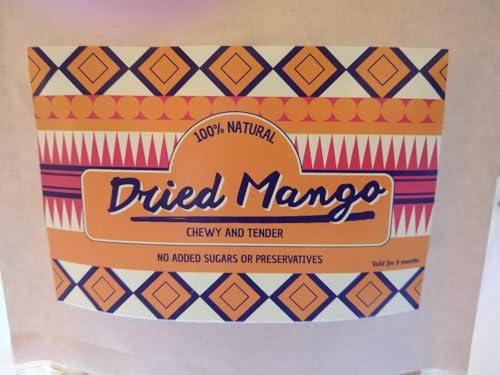 100% NATURAL
Dried Mango
CHEWY AND TENDER
NO ADDED SUGARS OR PRESERVATIVES
Valid for 6 months